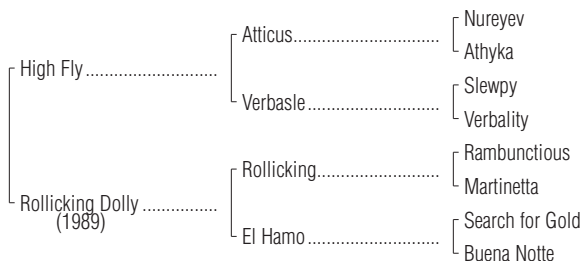 Nureyev
Atticus..............................
Athyka
High Fly ...........................
Slewpy
Verbasle ...........................
Verbality
Rambunctious
Rollicking.........................
Martinetta
Rollicking Dolly ................
(1989)
Search for Gold
El Hamo ...........................
Buena Notte